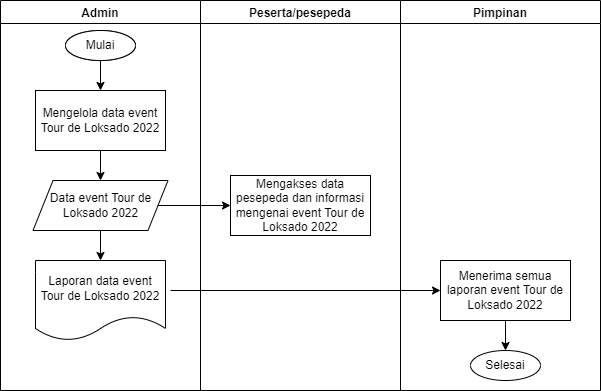 Admin
Peserta/pesepeda
Pimpinan
Mulai
Mengelola data event
Tour de Loksado 2022
Data event Tour de
Loksado 2022
Mengakses data
pesepeda dan informasi
mengenai event Tour de
Loksado 2022
Laporan data event
Tour de Loksado 2022
Menerima semua
laporan event Tour de
Loksado 2022
Selesai